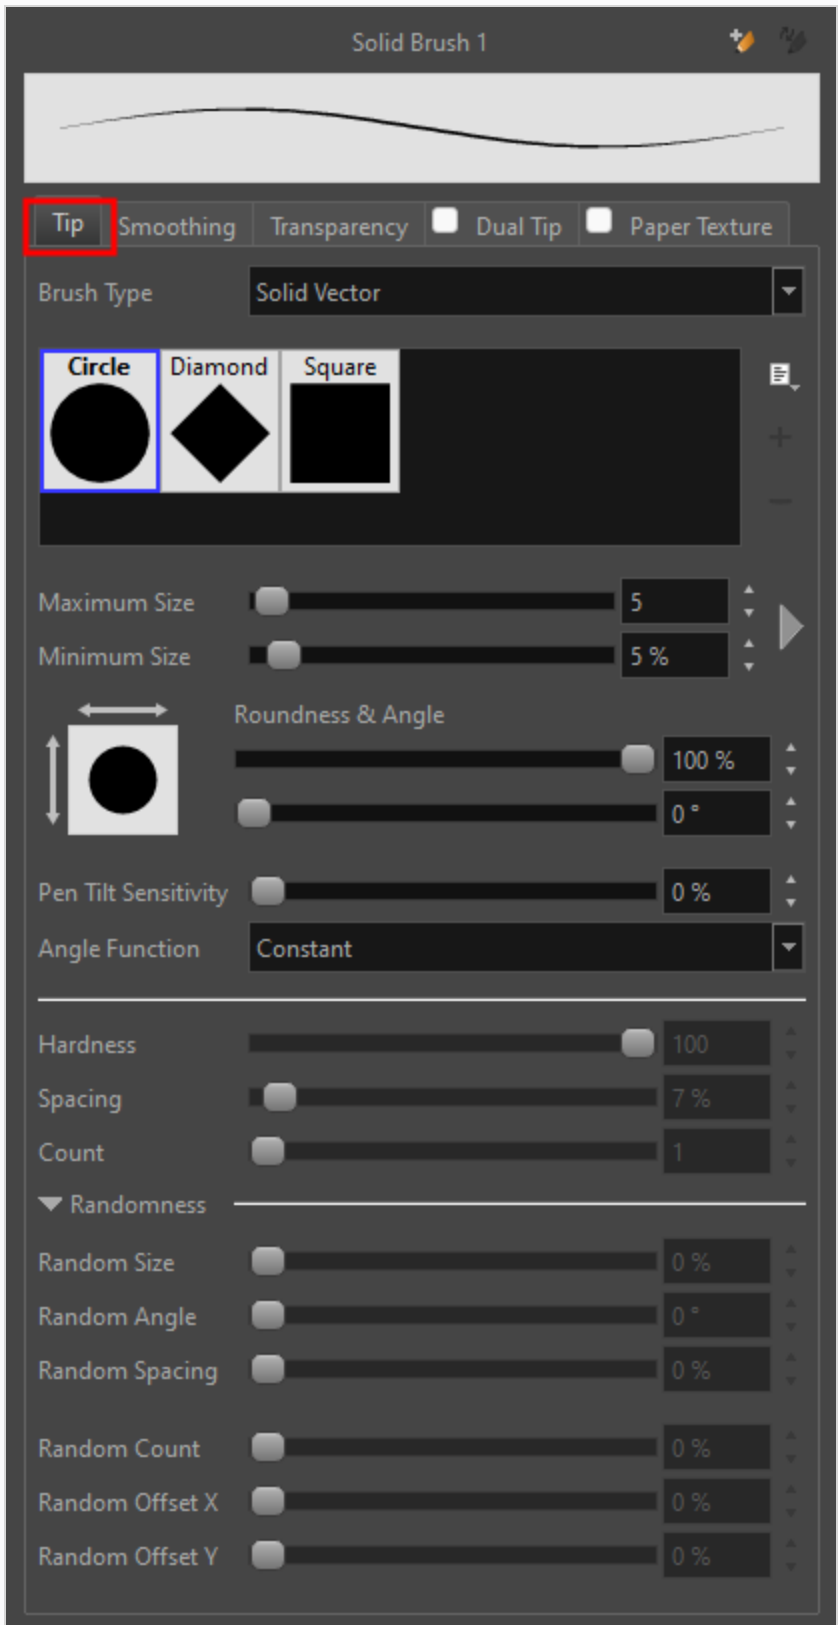 Solid Brush 1
Tip Smoothing Transparency Dual Tip Paper Texture
Brush Type Solid Vector
Circle Diamond Square
Maximum Size 5
Minimum Size 5 %
Roundness & Angle
100 %
0 °
Pen Tilt Sensitivity 0 %
Angle Function Constant
Hardness 100
Spacing 7 %
Count 1
Randomness
Random Size 0 %
Random Angle 0 °
Random Spacing 0 %
Random Count 0 %
Random Offset X 0 %
Random Offset Y 0 %